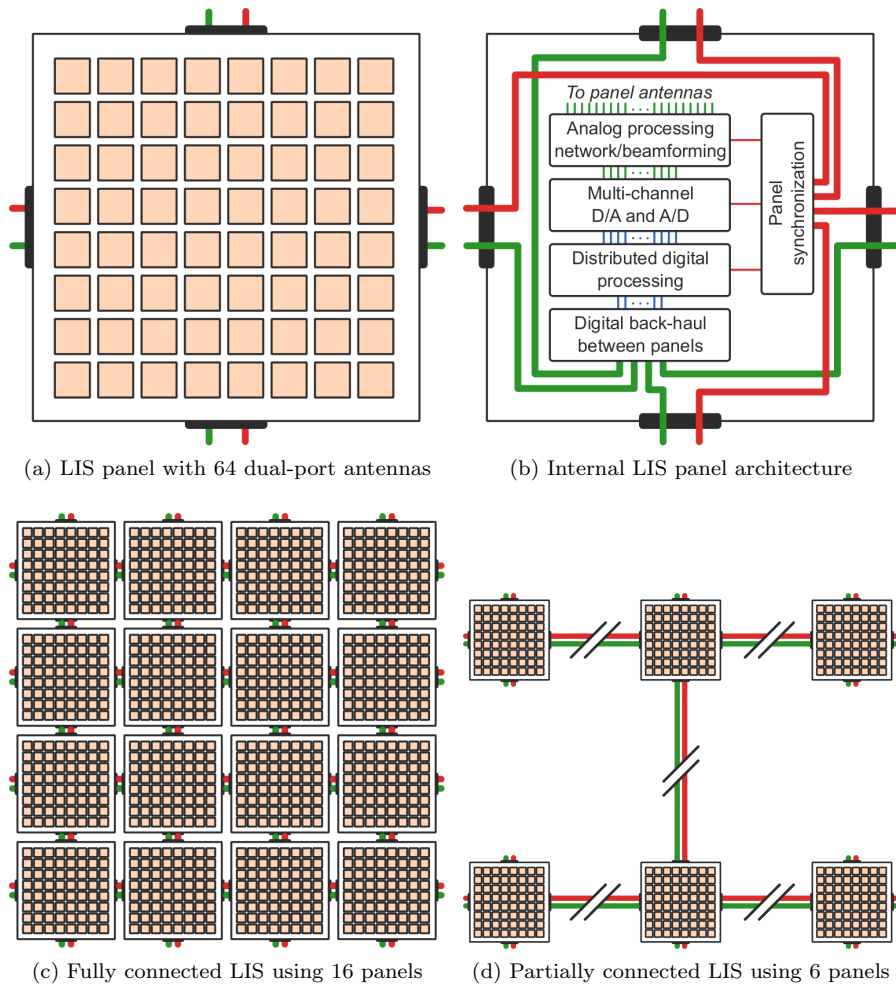 To panel antennas
Analog processing
network/beamforming
Multi-channel
D/A and A/D
Distributed digital
processing
Digital back-haul
between panels
Panel
synchronization
(a) LIS panel with 64 dual-port antennas
(b) Internal LIS panel architecture
(c) Fully connected LIS using 16 panels
(d) Partially connected LIS using 6 panels